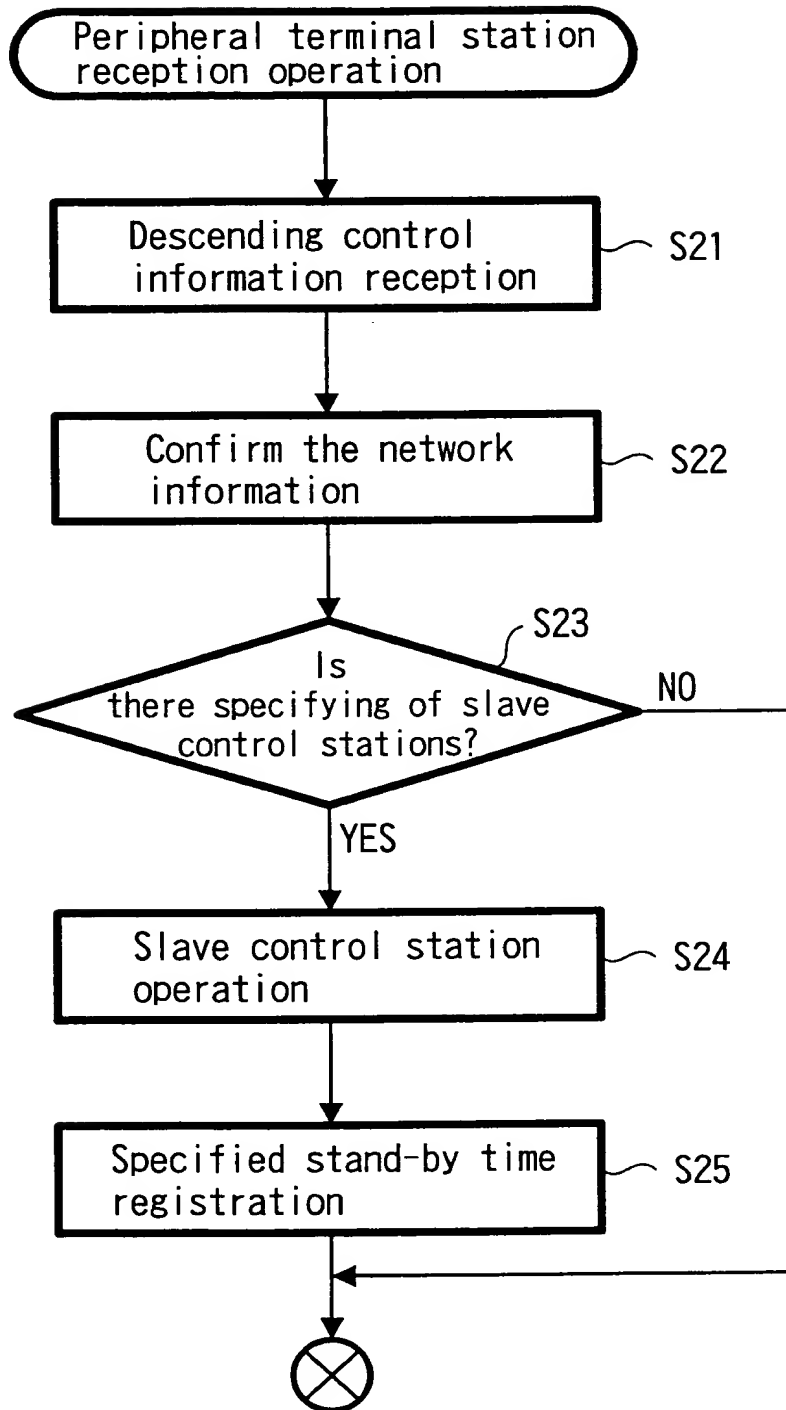 Peripheral terminal station
reception operation
Descending control
information reception
S21
Confirm the network
information
S22
S23
Is
there specifying of slave
control stations?
NO
YES
Slave control station
operation
S24
Specified stand-by time
registration
S25